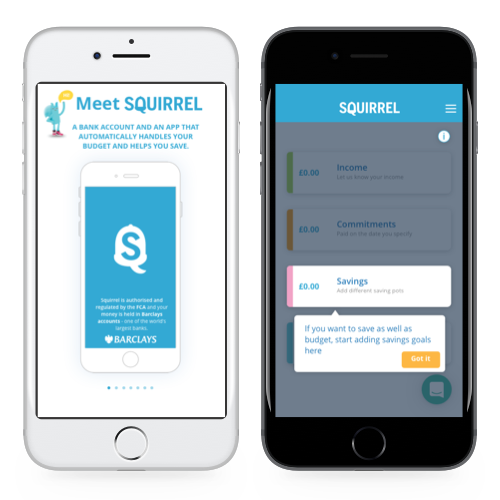 Hi!
Meet SQUIRREL
A BANK ACCOUNT AND AN APP THAT
AUTOMATICALLY HANDLES YOUR
BUDGET AND HELPS YOU SAVE.
S
Squirrel is authorised and
regulated by the FCA and your
money is held in Barclays
accounts - one of the world's
largest banks.
BARCLAYS
SQUIRREL
i
£0.00 Income
Let us know your income
£0.00 Commitments
Paid on the date you specify
£0.00 Savings
Add different saving pots
If you want to save as well as
budget, start adding savings goals
here
Got it